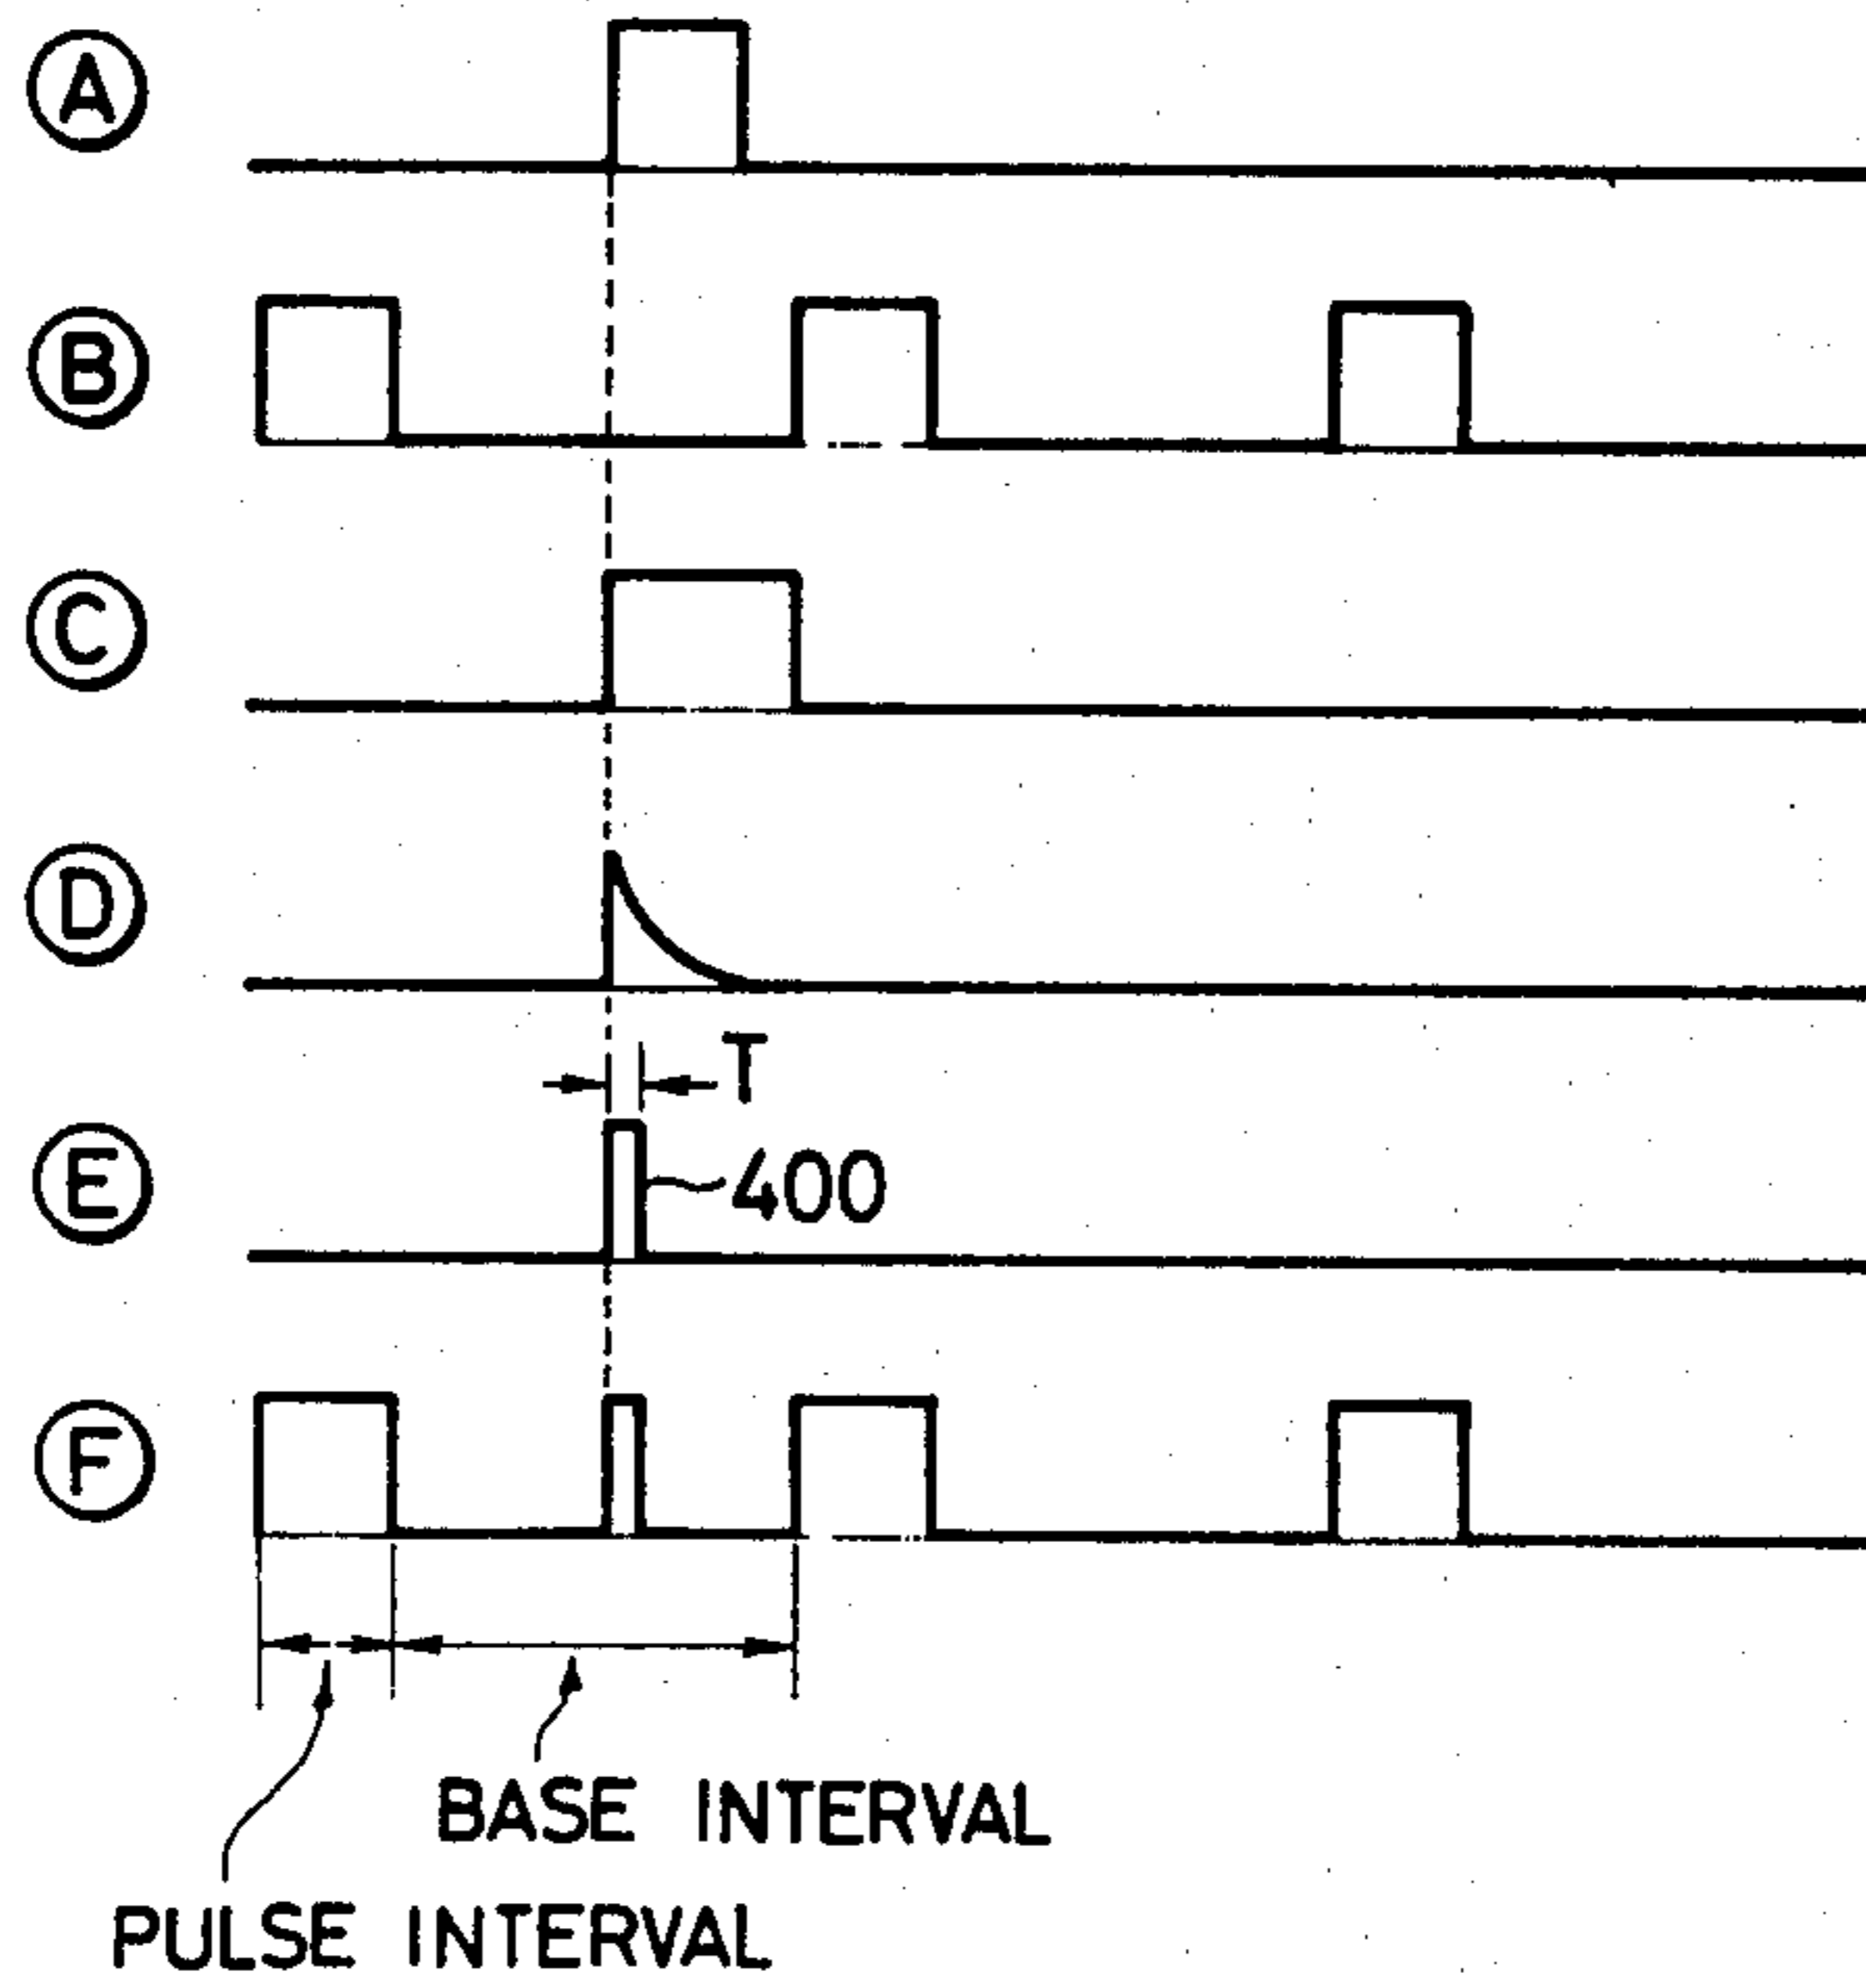 A
B
C
D
T
E
400
F
BASE INTERVAL
PULSE INTERVAL